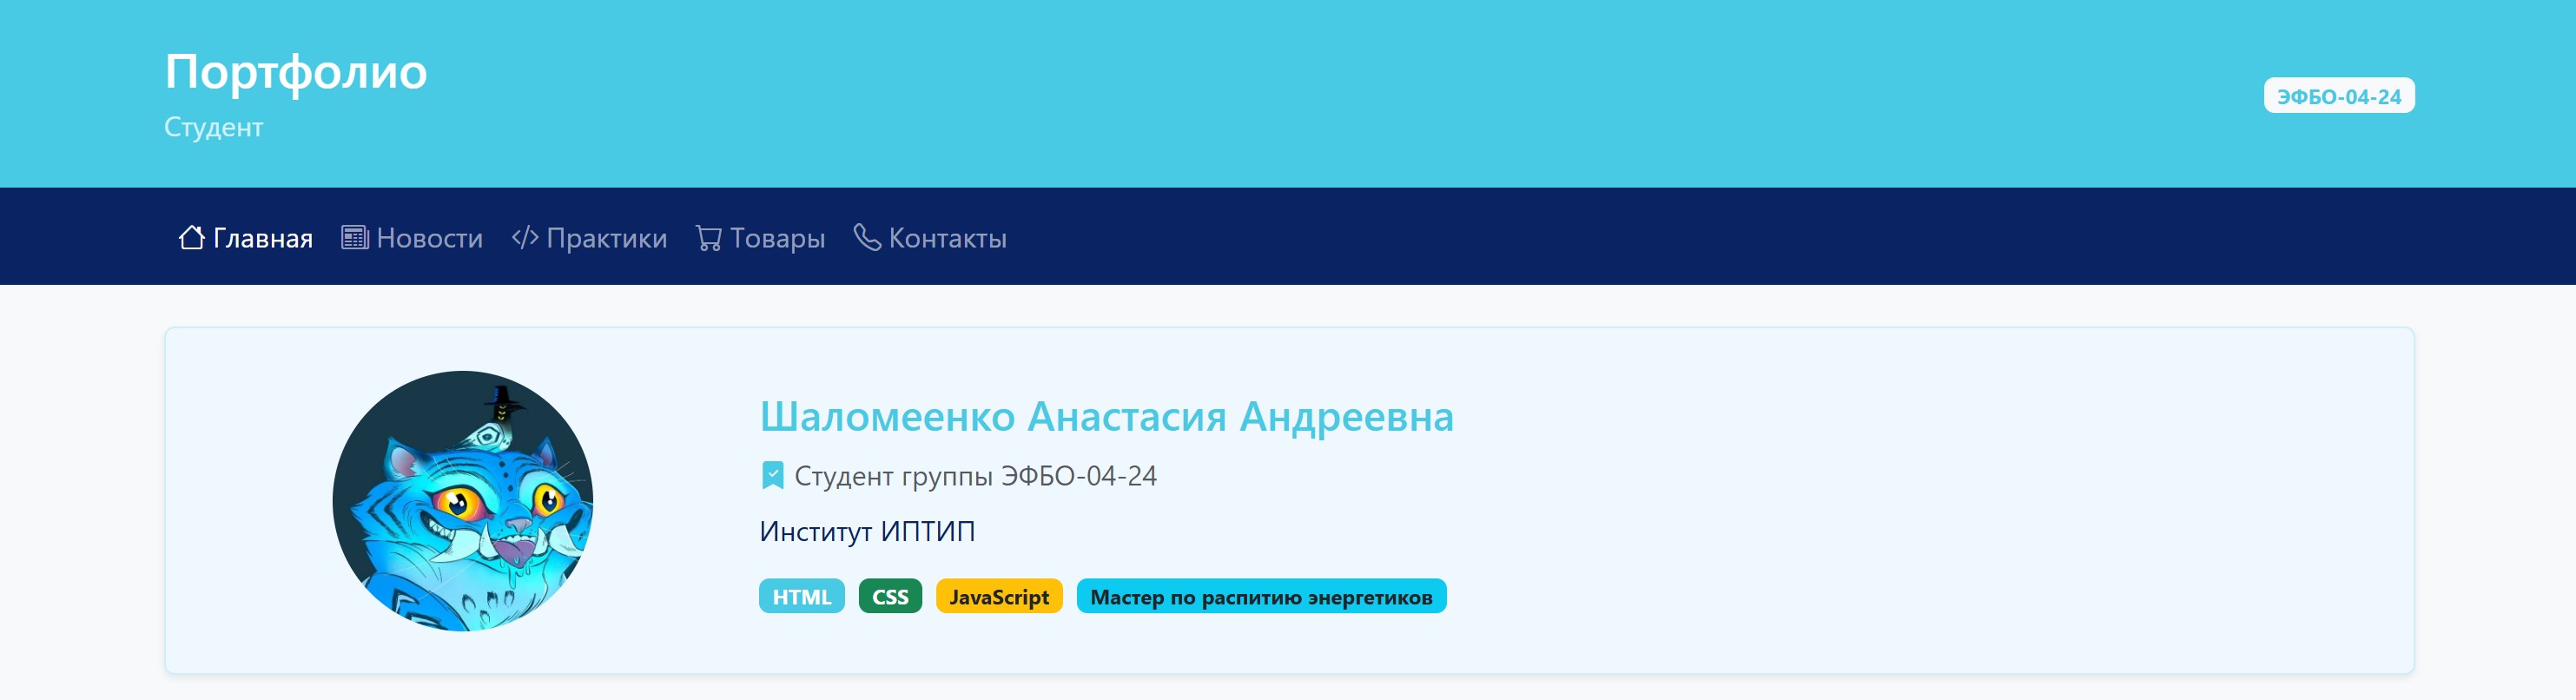 Портфолио
Студент
ЭФБО-04-24
Главная Новости Практики Товары Контакты
Шаломеенко Анастасия Андреевна
Студент группы ЭФБО-04-24
Институт ИПТИП
HTML CSS JavaScript Мастер по распитию энергетиков